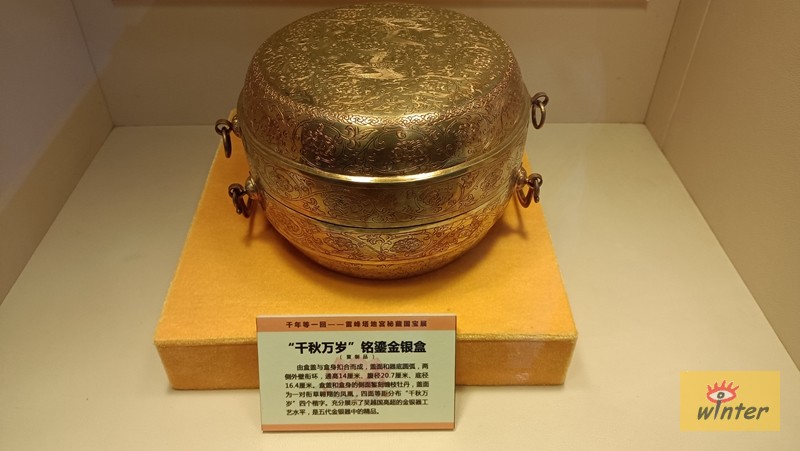 千年等一回——雷峰塔地宫秘藏国宝展
“千秋万岁”铭鎏金银盒
（复制品）
由盒盖与盒身扣合而成，盖面和器底圆弧，两
侧外壁衔环，通高14厘米、腹径20.7厘米、底径
16.4厘米。盒盖和盒身的侧面錾刻缠枝牡丹，盖面
为一对衔草翱翔的凤凰，四面等距分布“千秋万
岁”四个楷字。充分展示了吴越国高超的金银器工
艺水平，是五代金银器中的精品。
winter